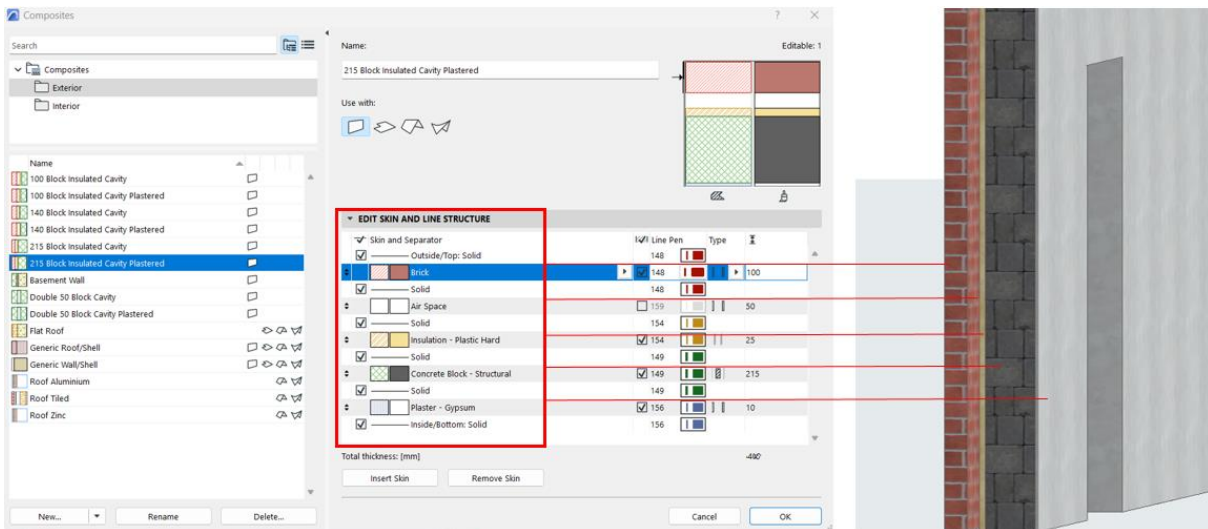 Composites
?
Search
Composites
Exterior
Interior
Name
100 Block Insulated Cavity
100 Block Insulated Cavity Plastered
140 Block Insulated Cavity
140 Block Insulated Cavity Plastered
215 Block Insulated Cavity
215 Block Insulated Cavity Plastered
Basement Wall
Double 50 Block Cavity
Double 50 Block Cavity Plastered
Flat Roof
Generic Roof/Shell
Generic Wall/Shell
Roof Aluminium
Roof Tiled
Roof Zinc
New...
Rename
Delete...
Name:
Editable: 1
215 Block Insulated Cavity Plastered
Use with:
EDIT SKIN AND LINE STRUCTURE
Skin and Separator Line Pen Type
Outside/Top: Solid 148
Brick 148 100
Solid 148
Air Space 159 50
Solid 154
Insulation - Plastic Hard 154 25
Solid 149
Concrete Block - Structural 149 215
Solid 149
Plaster - Gypsum 156 10
Inside/Bottom: Solid 156
Total thickness: [mm]
Insert Skin
Remove Skin
Cancel
OK